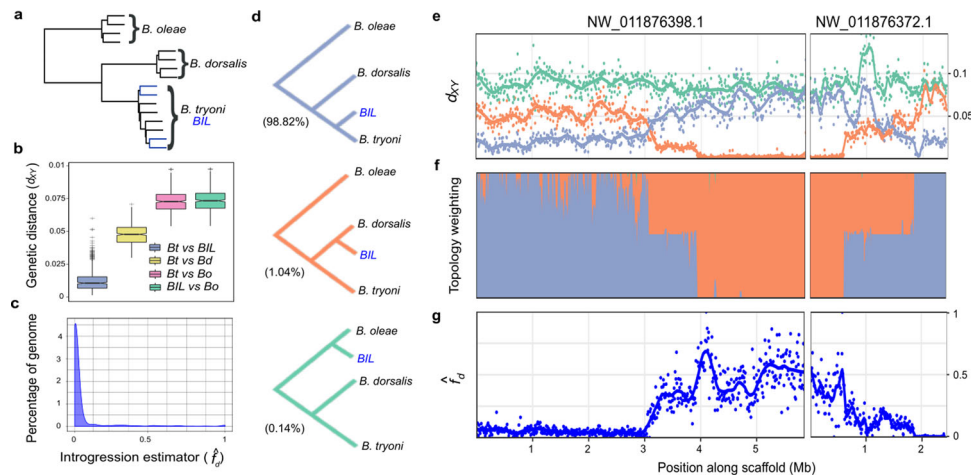 a
B. oleae
B. dorsalis
B. tryoni
BIL
b
Genetic distance (dXY)
0.01
0.075
0.05
0.025
0
Bt vs BIL
Bt vs Bd
Bt vs Bo
BIL vs Bo
c
Percentage of genome
4
3
2
1
0
0
0.5
1
Introgression estimator (f̂d)
d
B. oleae
B. dorsalis
BIL
(98.82%)
B. tryoni
B. oleae
B. dorsalis
BIL
(1.04%)
B. tryoni
B. oleae
BIL
B. dorsalis
(0.14%)
B. tryoni
e
NW_011876398.1
NW_011876372.1
dXY
0.1
0.05
f
Topology weighting
g
f̂d
1
0.5
0
1
2
3
4
5
1
2
Position along scaffold (Mb)